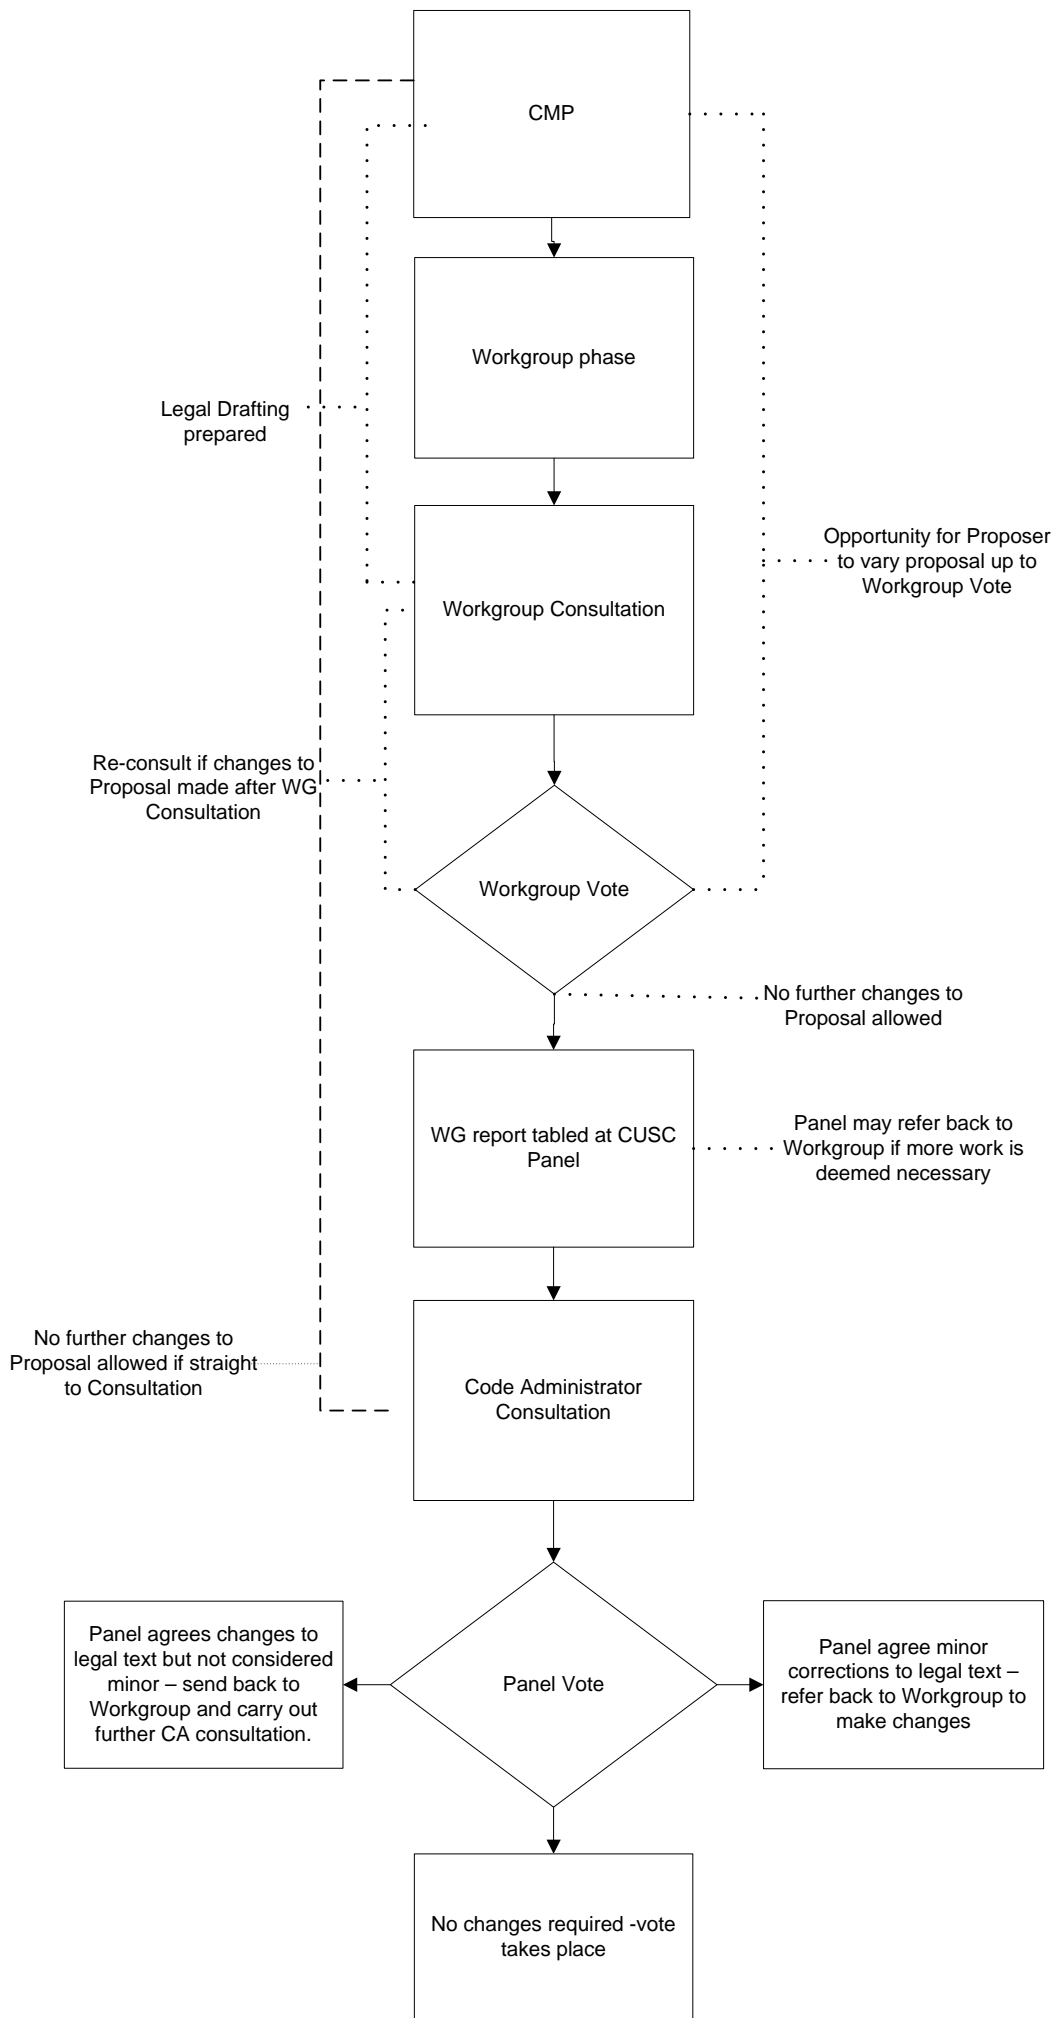 CMP
Workgroup phase
Legal Drafting
prepared
Opportunity for Proposer
to vary proposal up to
Workgroup Vote
Workgroup Consultation
Re-consult if changes to
Proposal made after WG
Consultation
Workgroup Vote
No further changes to
Proposal allowed
WG report tabled at CUSC
Panel
Panel may refer back to
Workgroup if more work is
deemed necessary
No further changes to
Proposal allowed if straight
to Consultation
Code Administrator
Consultation
Panel agrees changes to
legal text but not considered
minor – send back to
Workgroup and carry out
further CA consultation.
Panel Vote
Panel agree minor
corrections to legal text –
refer back to Workgroup to
make changes
No changes required -vote
takes place